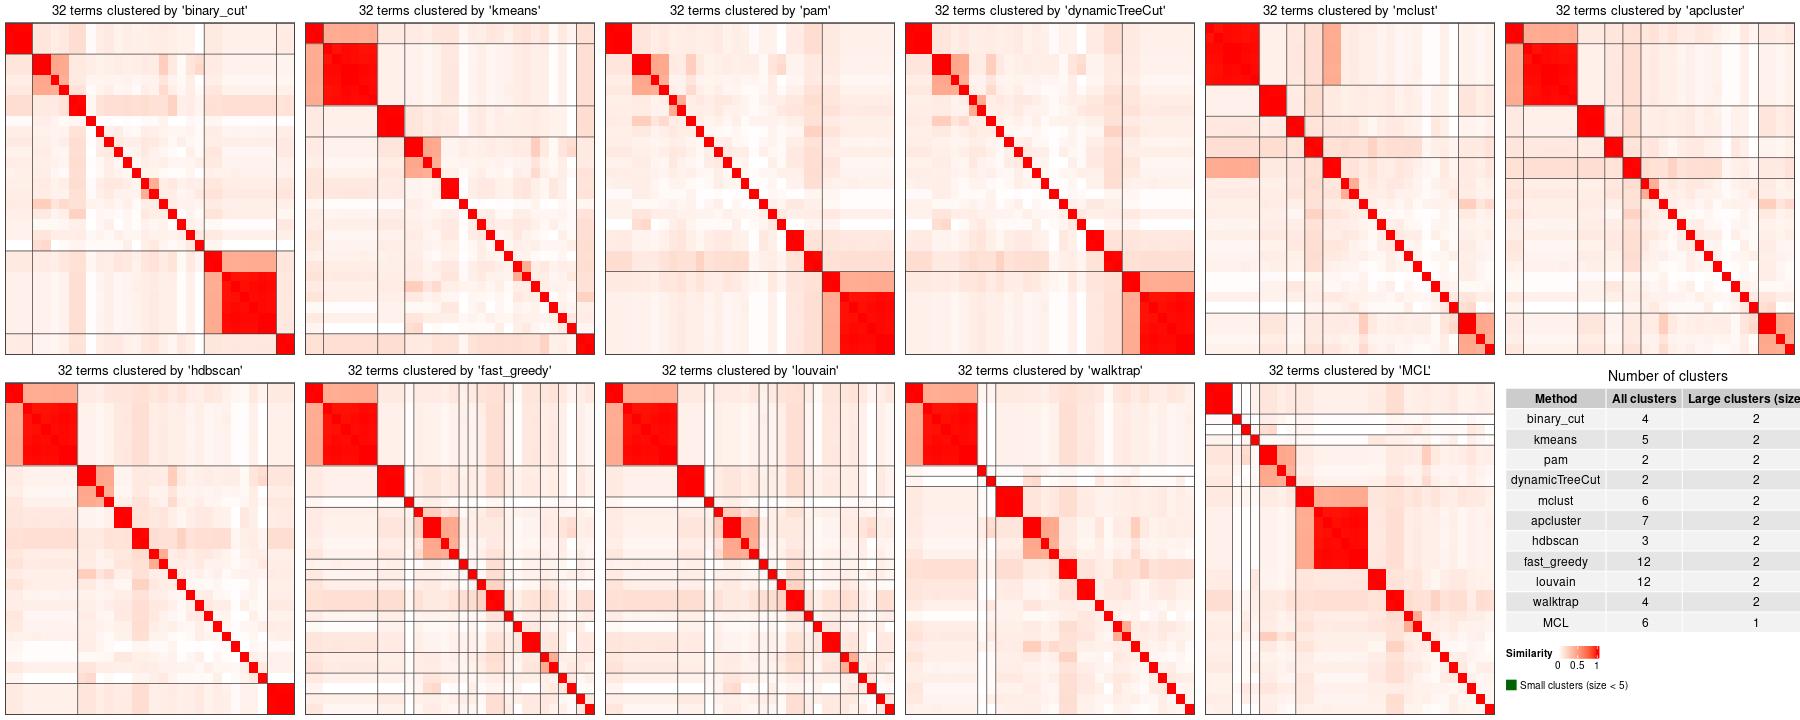 32 terms clustered by 'binary_cut'
32 terms clustered by 'kmeans'
32 terms clustered by 'pam'
32 terms clustered by 'dynamicTreeCut'
32 terms clustered by 'mclust'
32 terms clustered by 'apcluster'
32 terms clustered by 'hdbscan'
32 terms clustered by 'fast_greedy'
32 terms clustered by 'louvain'
32 terms clustered by 'walktrap'
32 terms clustered by 'MCL'
Number of clusters
Method All clusters Large clusters (size
binary_cut 4 2
kmeans 5 2
pam 2 2
dynamicTreeCut 2 2
mclust 6 2
apcluster 7 2
hdbscan 3 2
fast_greedy 12 2
louvain 12 2
walktrap 4 2
MCL 6 1
Similarity
0 0.5 1
Small clusters (size < 5)